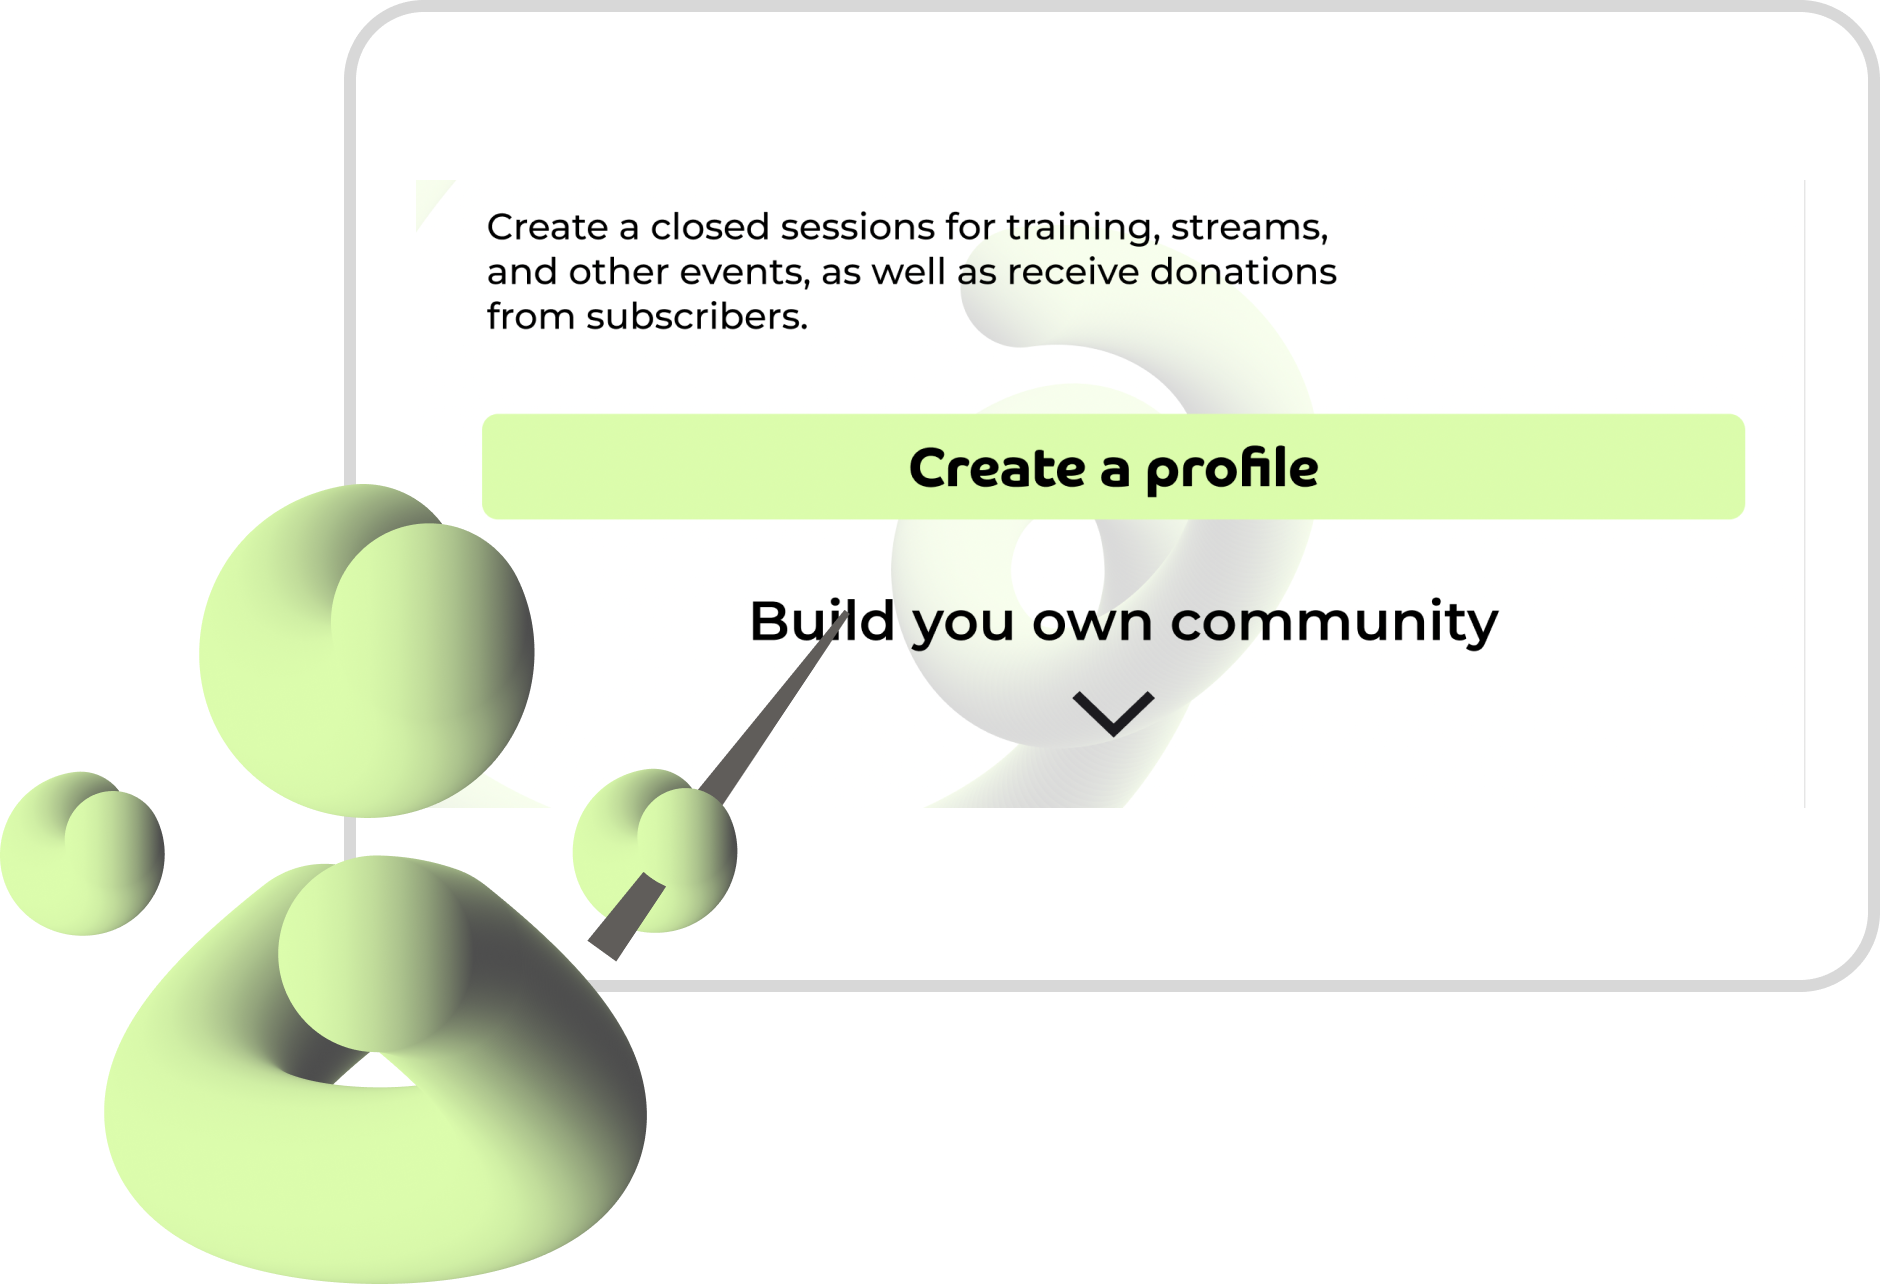 Create a closed sessions for training, streams,
and other events, as well as receive donations
from subscribers.
Create a profile
Build you own community